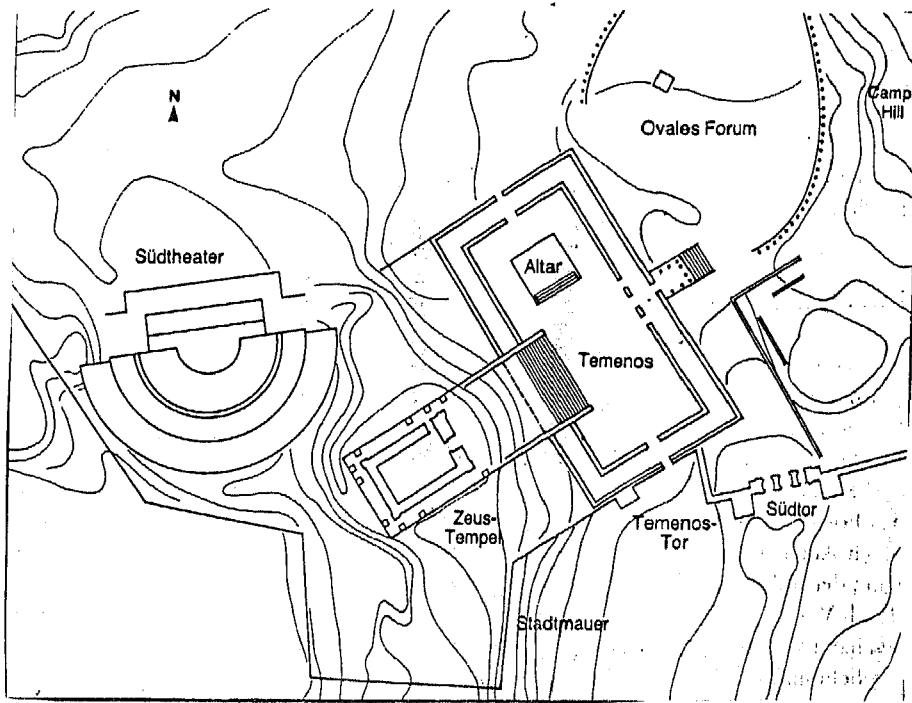 N
Camp
Hill
Ovales Forum
Südtheater
Altar
Temenos
Zeus-
Tempel
Temenos-
Tor
Südtor
Stadtmauer